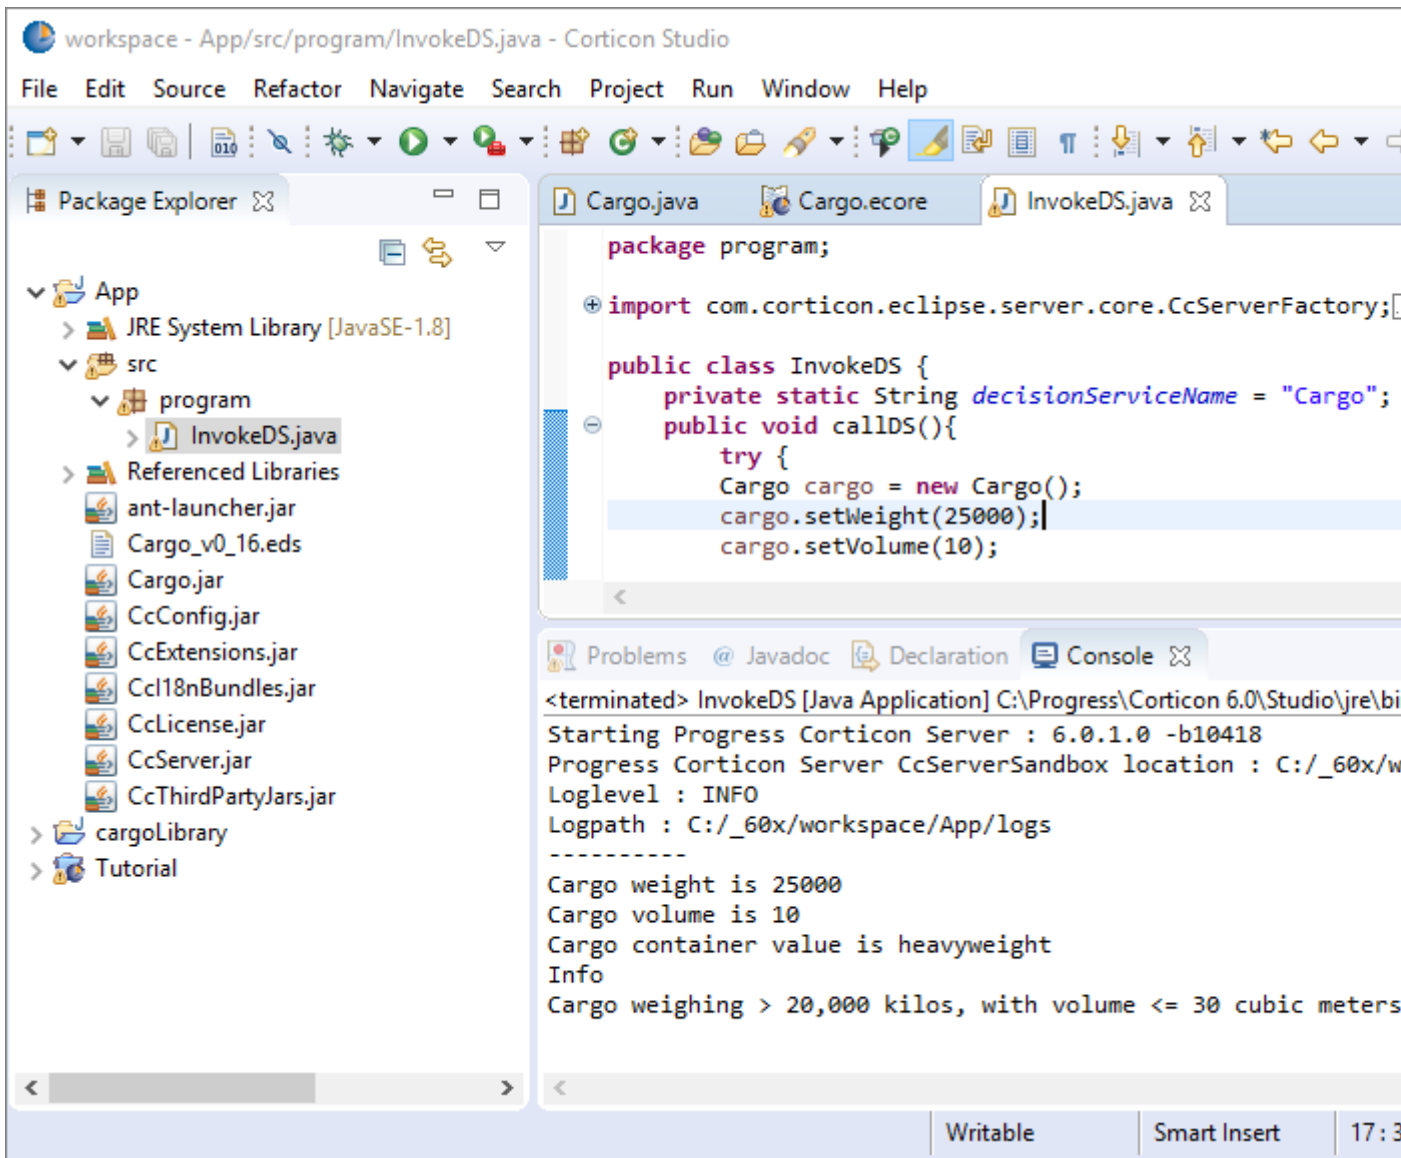 workspace - App/src/program/InvokeDS.java - Corticon Studio
File Edit Source Refactor Navigate Search Project Run Window Help
010
Package Explorer
App
JRE System Library [JavaSE-1.8]
src
program
InvokeDS.java
Referenced Libraries
ant-launcher.jar
Cargo_v0_16.eds
Cargo.jar
CcConfig.jar
CcExtensions.jar
CcI18nBundles.jar
CcLicense.jar
CcServer.jar
CcThirdPartyJars.jar
cargoLibrary
Tutorial
Cargo.java Cargo.ecore InvokeDS.java
package program;
import com.corticon.eclipse.server.core.CcServerFactory;
public class InvokeDS {
private static String decisionServiceName = "Cargo";
public void callDS(){
try {
Cargo cargo = new Cargo();
cargo.setWeight(25000);
cargo.setVolume(10);
Problems @ Javadoc Declaration Console
<terminated> InvokeDS [Java Application] C:\Progress\Corticon 6.0\Studio\jre\bi
Starting Progress Corticon Server : 6.0.1.0 -b10418
Progress Corticon Server CcServerSandbox location : C:/_60x/w
Loglevel : INFO
Logpath : C:/_60x/workspace/App/logs
----------
Cargo weight is 25000
Cargo volume is 10
Cargo container value is heavyweight
Info
Cargo weighing > 20,000 kilos, with volume <= 30 cubic meters
Writable Smart Insert 17 : 3